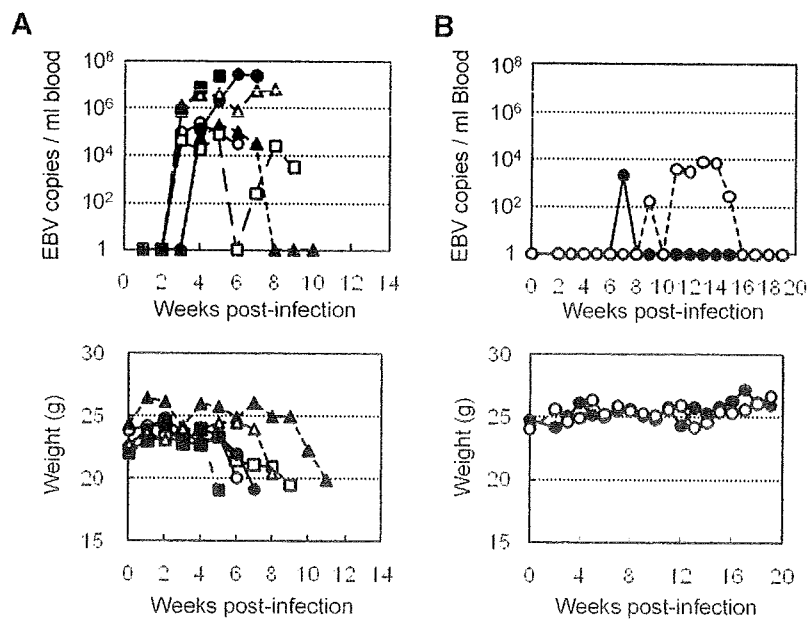 A
EBV copies / ml blood
10⁸
10⁶
10⁴
10²
1
0 2 4 6 8 10 12 14
Weeks post-infection
Weight (g)
30
25
20
15
0 2 4 6 8 10 12 14
Weeks post-infection
B
EBV copies / ml Blood
10⁸
10⁶
10⁴
10²
1
0 2 4 6 8 10 12 14 16 18 20
Weeks post-infection
Weight (g)
30
25
20
15
0 4 8 12 16 20
Weeks post-infection